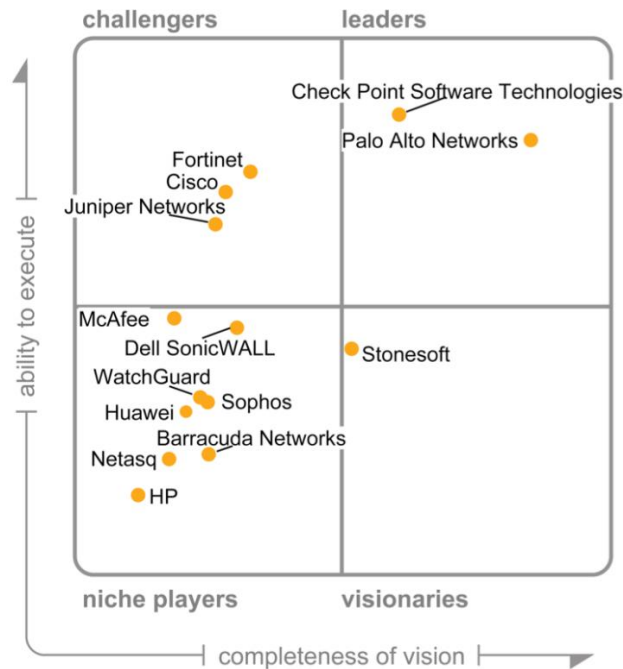 challengers
leaders
Check Point Software Technologies
Palo Alto Networks
Fortinet
Cisco
Juniper Networks
McAfee
Dell SonicWALL
Stonesoft
WatchGuard
Sophos
Huawei
Barracuda Networks
Netasq
HP
niche players
visionaries
ability to execute
completeness of vision